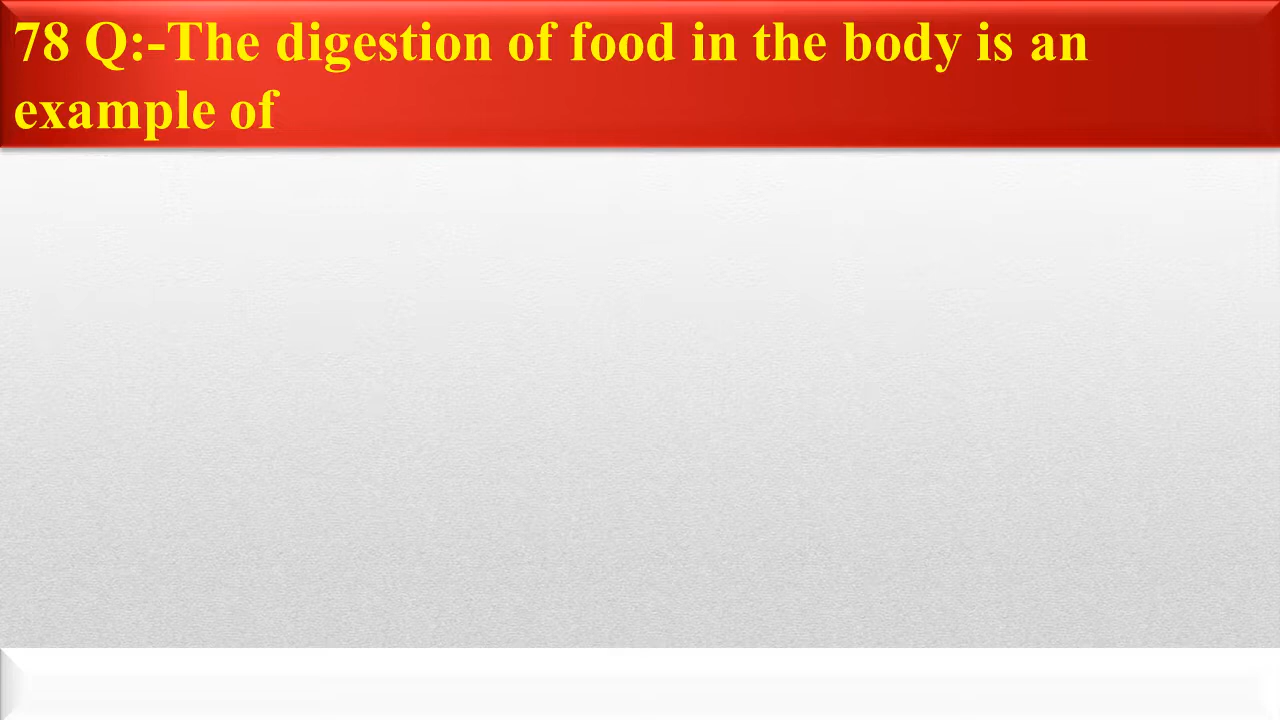 78 Q:-The digestion of food in the body is an
example of